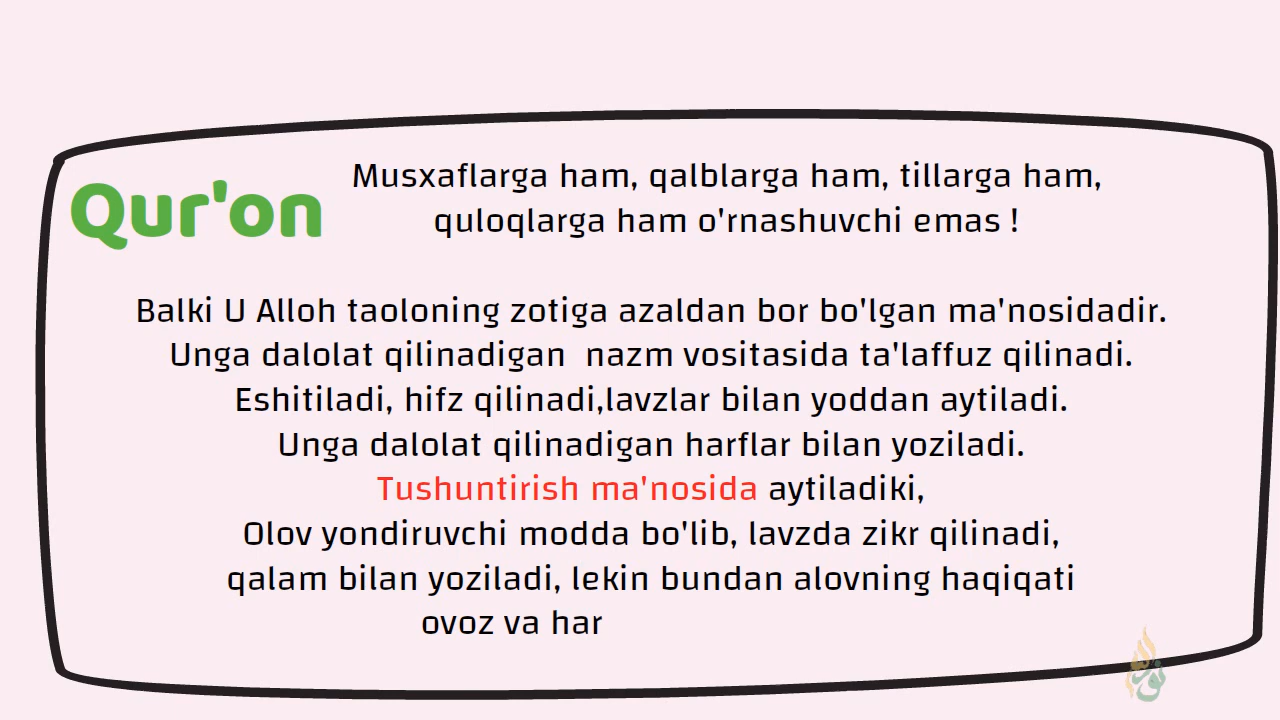 Qur'on
Musxaflarga ham, qalblarga ham, tillarga ham,
quloqlarga ham o'rnashuvchi emas !
Balki U Alloh taoloning zotiga azaldan bor bo'lgan ma'nosidadir.
Unga dalolat qilinadigan  nazm vositasida ta'laffuz qilinadi.
Eshitiladi, hifz qilinadi,lavzlar bilan yoddan aytiladi.
Unga dalolat qilinadigan harflar bilan yoziladi.
Tushuntirish ma'nosida aytiladiki,
Olov yondiruvchi modda bo'lib, lavzda zikr qilinadi,
qalam bilan yoziladi, lekin bundan alovning haqiqati
ovoz va har